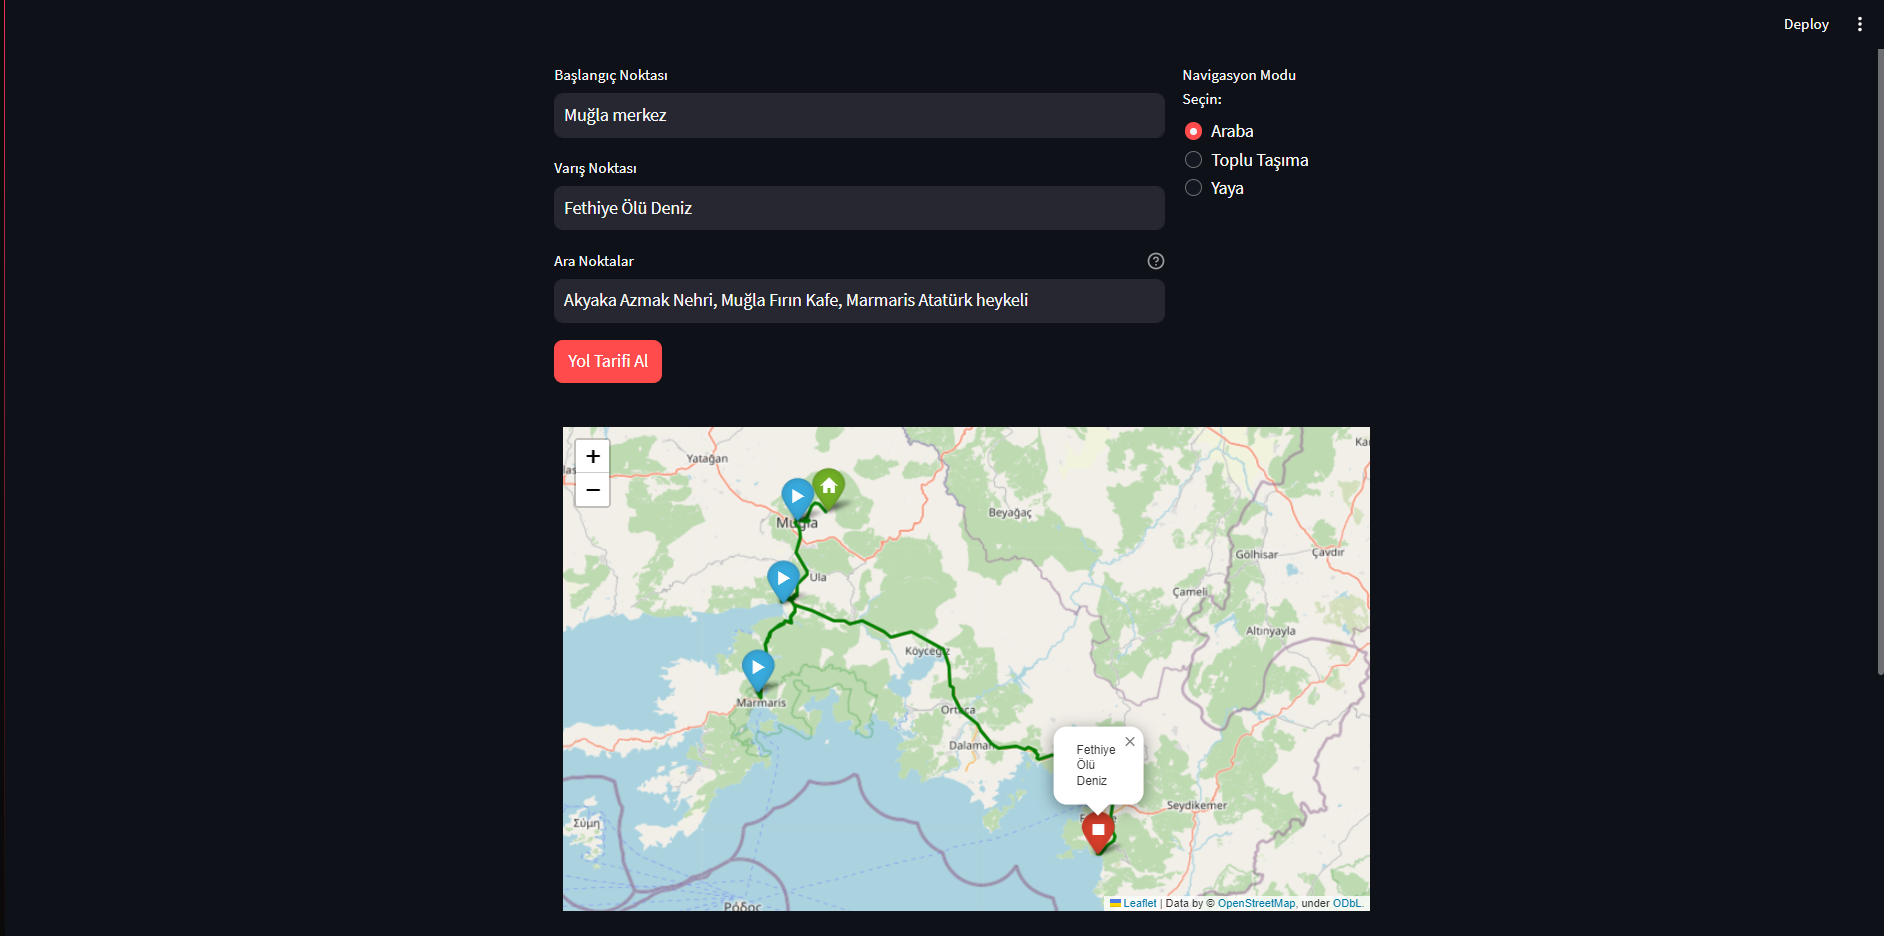 Deploy
Başlangıç Noktası
Muğla merkez
Varış Noktası
Fethiye Ölü Deniz
Ara Noktalar
Akyaka Azmak Nehri, Muğla Fırın Kafe, Marmaris Atatürk heykeli
Yol Tarifi Al
Navigasyon Modu
Seçin:
Araba
Toplu Taşıma
Yaya
+
−
Yatağan
Muğla
Beyağaç
Gölhisar
Çavdır
Ula
Çameli
Altınyayla
Köyceğiz
Marmaris
Ortaca
Dalaman
Fethiye
Ölü
Deniz
×
Seydikemer
Σύμη
Ρόδος
Leaflet | Data by © OpenStreetMap, under ODbL.